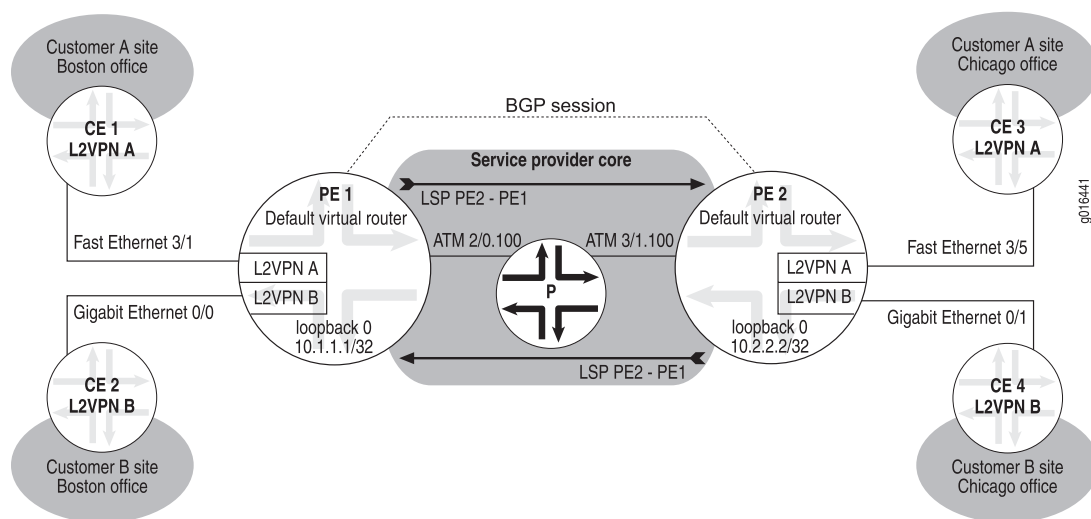 Customer A site
Boston office
CE 1
L2VPN A
Fast Ethernet 3/1
Gigabit Ethernet 0/0
CE 2
L2VPN B
Customer B site
Boston office
BGP session
Service provider core
LSP PE2 - PE1
PE 1
Default virtual router
L2VPN A
L2VPN B
loopback 0
10.1.1.1/32
ATM 2/0.100
P
ATM 3/1.100
LSP PE2 - PE1
PE 2
Default virtual router
L2VPN A
L2VPN B
loopback 0
10.2.2.2/32
Customer A site
Chicago office
CE 3
L2VPN A
Fast Ethernet 3/5
Gigabit Ethernet 0/1
CE 4
L2VPN B
Customer B site
Chicago office
g016441